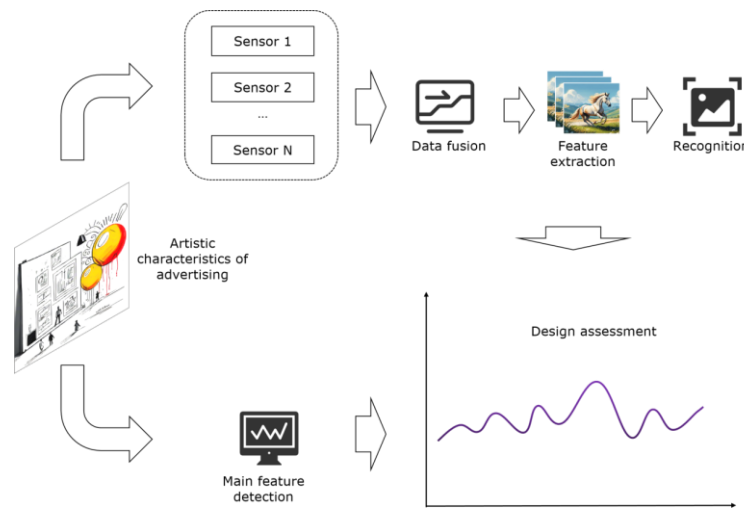 Sensor 1
Sensor 2
...
Sensor N
Data fusion
Feature
extraction
Recognition
Artistic
characteristics of
advertising
Design assessment
Main feature
detection